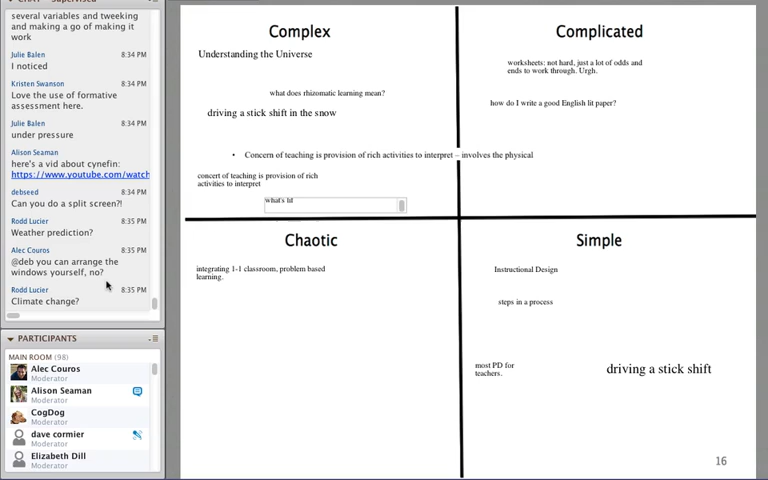 CHAT - Supervised
several variables and tweeking
and making a go of making it
work
Julie Balen 8:34 PM
I noticed
Kristen Swanson 8:34 PM
Love the use of formative
assessment here.
Julie Balen 8:34 PM
under pressure
Alison Seaman 8:34 PM
here's a vid about cynefin:
https://www.youtube.com/watch
debseed 8:34 PM
Can you do a split screen?!
Rodd Lucier 8:35 PM
Weather prediction?
Alec Couros 8:35 PM
@deb you can arrange the
windows yourself, no?
Rodd Lucier 8:35 PM
Climate change?
PARTICIPANTS
MAIN ROOM (98)
Alec Couros
Moderator
Alison Seaman
Moderator
CogDog
Moderator
dave cormier
Moderator
Elizabeth Dill
Moderator
Complex
Understanding the Universe
what does rhizomatic learning mean?
driving a stick shift in the snow
• Concern of teaching is provision of rich activities to interpret – involves the physical
concert of teaching is provision of rich
activities to interpret
what's lif
Complicated
worksheets: not hard, just a lot of odds and
ends to work through. Urgh.
how do I write a good English lit paper?
Chaotic
integrating 1-1 classroom, problem based
learning.
Simple
Instructional Design
steps in a process
most PD for
teachers.
driving a stick shift
16